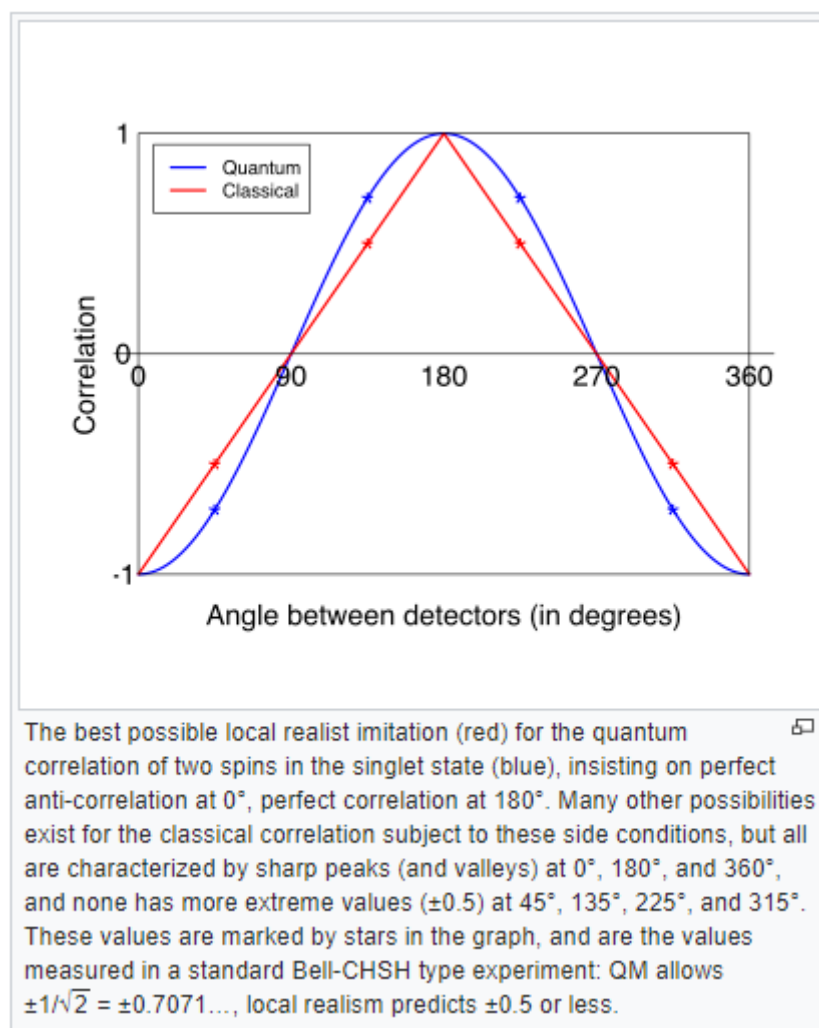 1
Quantum
Classical
Correlation
0
0 90 180 270 360
-1
Angle between detectors (in degrees)
The best possible local realist imitation (red) for the quantum
correlation of two spins in the singlet state (blue), insisting on perfect
anti-correlation at 0°, perfect correlation at 180°. Many other possibilities
exist for the classical correlation subject to these side conditions, but all
are characterized by sharp peaks (and valleys) at 0°, 180°, and 360°,
and none has more extreme values (±0.5) at 45°, 135°, 225°, and 315°.
These values are marked by stars in the graph, and are the values
measured in a standard Bell-CHSH type experiment: QM allows
±1/√2 = ±0.7071..., local realism predicts ±0.5 or less.